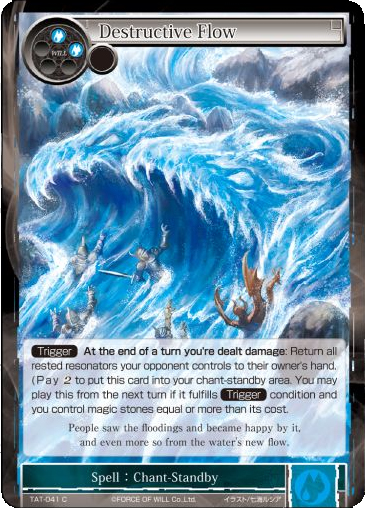 Destructive Flow
WILL
Trigger At the end of a turn you're dealt damage: Return all
rested resonators your opponent controls to their owner's hand.
(Pay 2 to put this card into your chant-standby area. You may
play this from the next turn if it fulfills Trigger condition and
you control magic stones equal or more than its cost.
People saw the floodings and became happy by it,
and even more so from the water's new flow.
Spell : Chant-Standby
TAT-041 C ©FORCE OF WILL Co.,Ltd. イラスト/七海ルシア